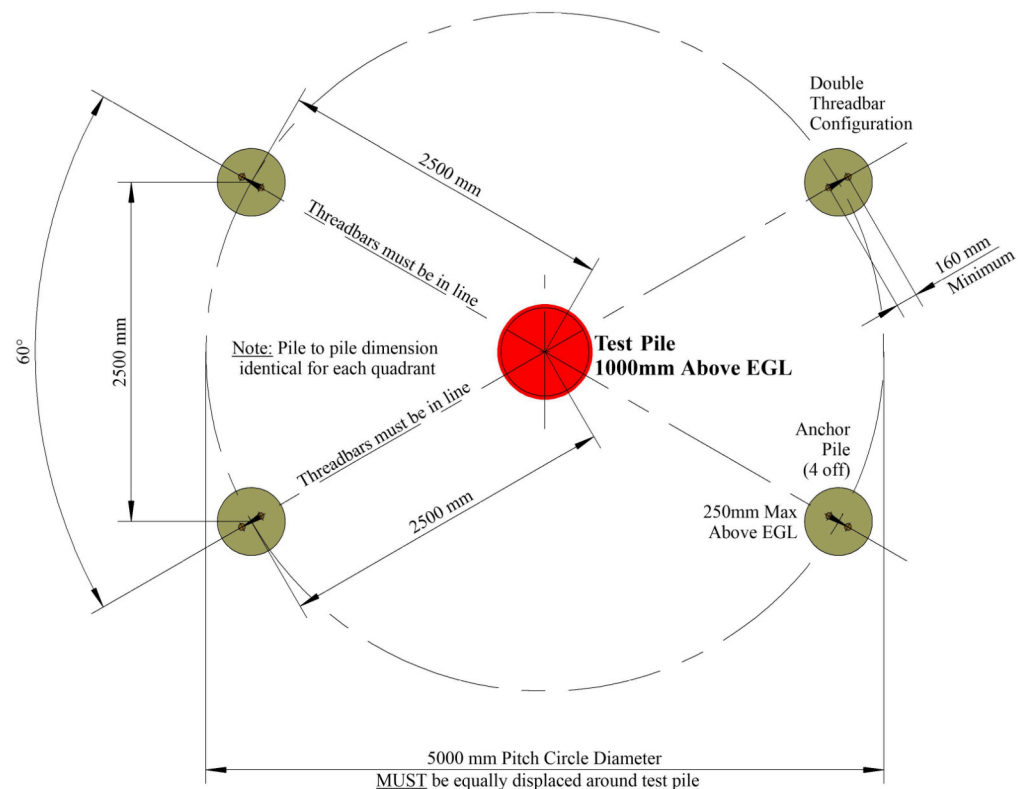 Double
Threadbar
Configuration
2500 mm
Threadbars must be in line
160 mm
Minimum
60°
2500 mm
Note: Pile to pile dimension
identical for each quadrant
Test Pile
1000mm Above EGL
Threadbars must be in line
2500 mm
Anchor
Pile
(4 off)
250mm Max
Above EGL
5000 mm Pitch Circle Diameter
MUST be equally displaced around test pile